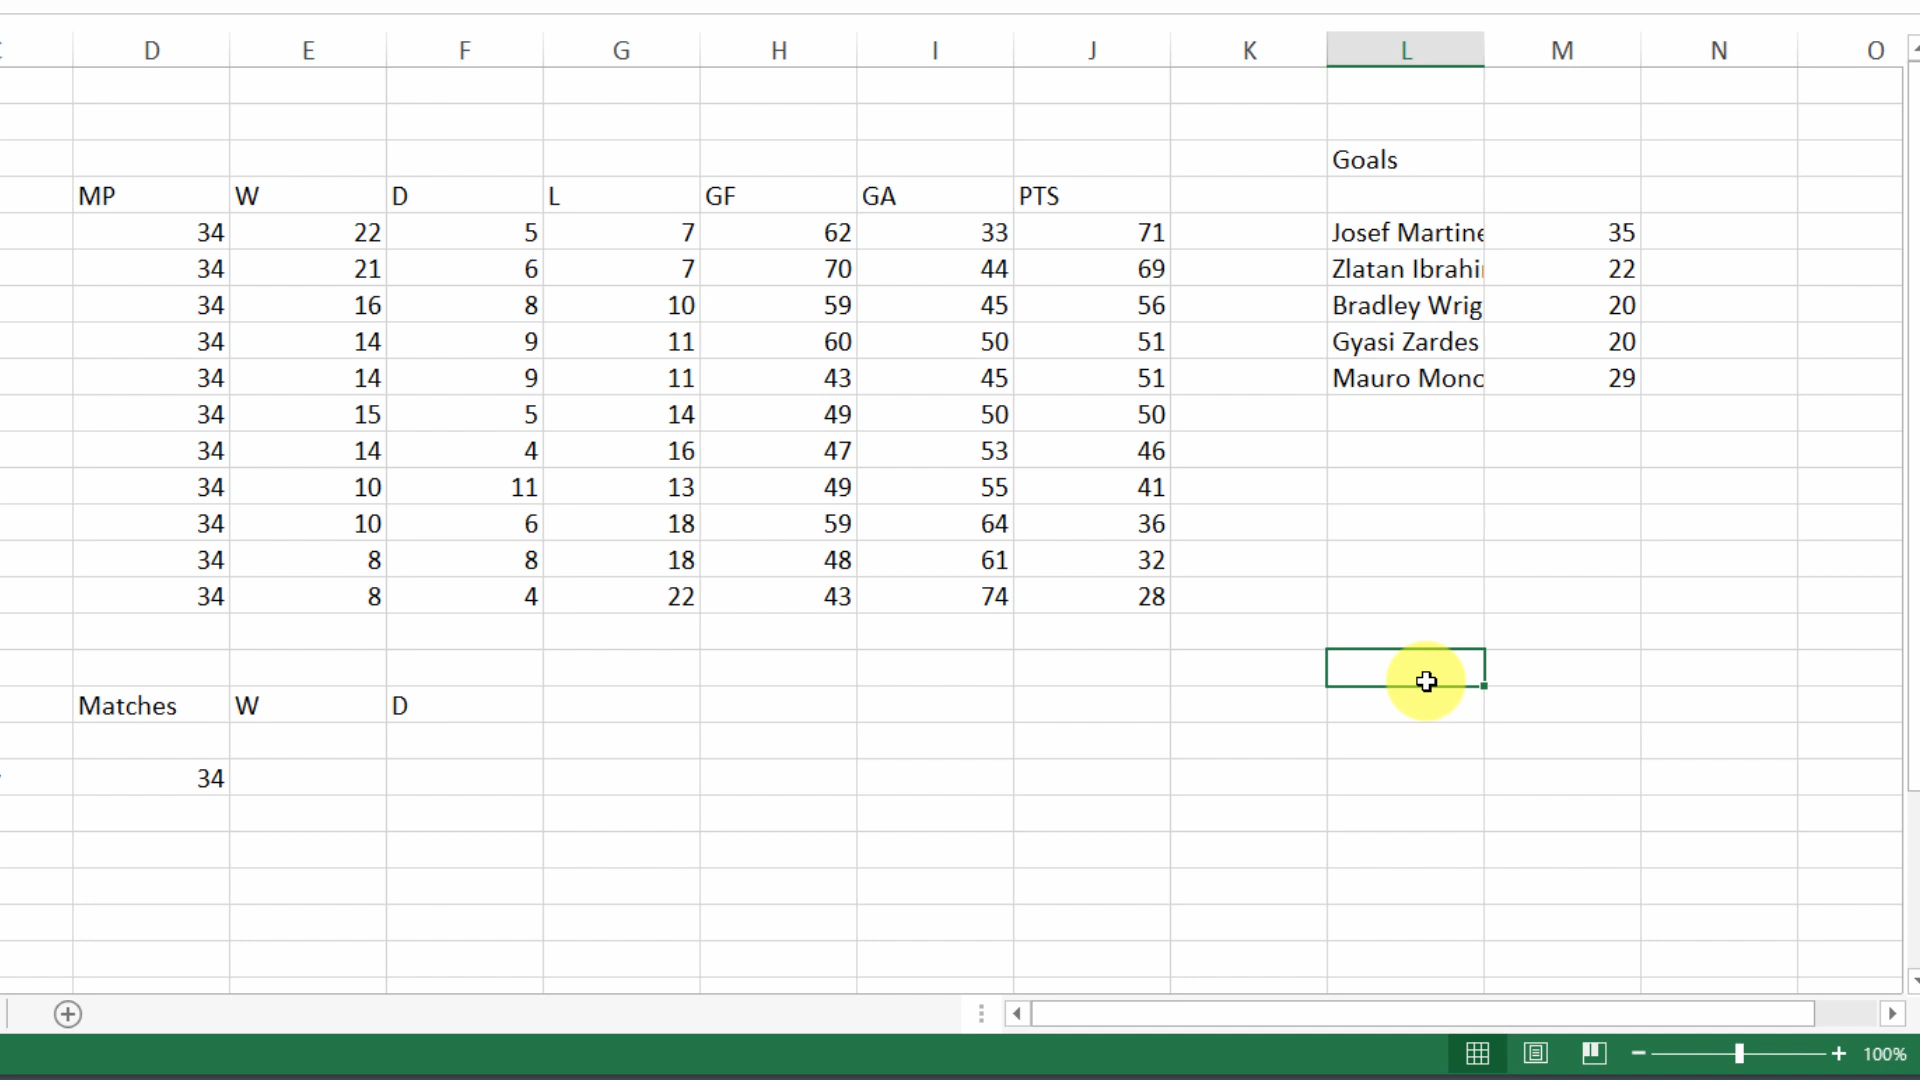 D E F G H I J K L M N O
Goals
MP W D L GF GA PTS
34 22 5 7 62 33 71 Josef Martine 35
34 21 6 7 70 44 69 Zlatan Ibrahi 22
34 16 8 10 59 45 56 Bradley Wrig 20
34 14 9 11 60 50 51 Gyasi Zardes 20
34 14 9 11 43 45 51 Mauro Mono 29
34 15 5 14 49 50 50
34 14 4 16 47 53 46
34 10 11 13 49 55 41
34 10 6 18 59 64 36
34 8 8 18 48 61 32
34 8 4 22 43 74 28
Matches W D
34
100%